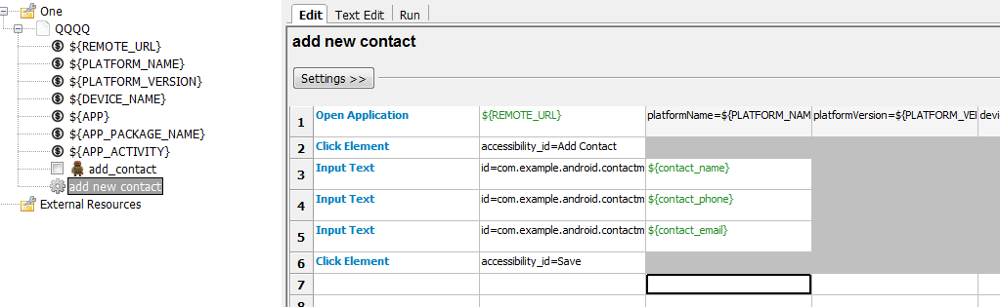 One
QQQQ
${REMOTE_URL}
${PLATFORM_NAME}
${PLATFORM_VERSION}
${DEVICE_NAME}
${APP}
${APP_PACKAGE_NAME}
${APP_ACTIVITY}
add_contact
add new contact
External Resources
Edit Text Edit Run
add new contact
Settings >>
1 Open Application ${REMOTE_URL} platformName=${PLATFORM_NAM platformVersion=${PLATFORM_VE devic
2 Click Element accessibility_id=Add Contact
3 Input Text id=com.example.android.contactm ${contact_name}
4 Input Text id=com.example.android.contactm ${contact_phone}
5 Input Text id=com.example.android.contactm ${contact_email}
6 Click Element accessibility_id=Save
7